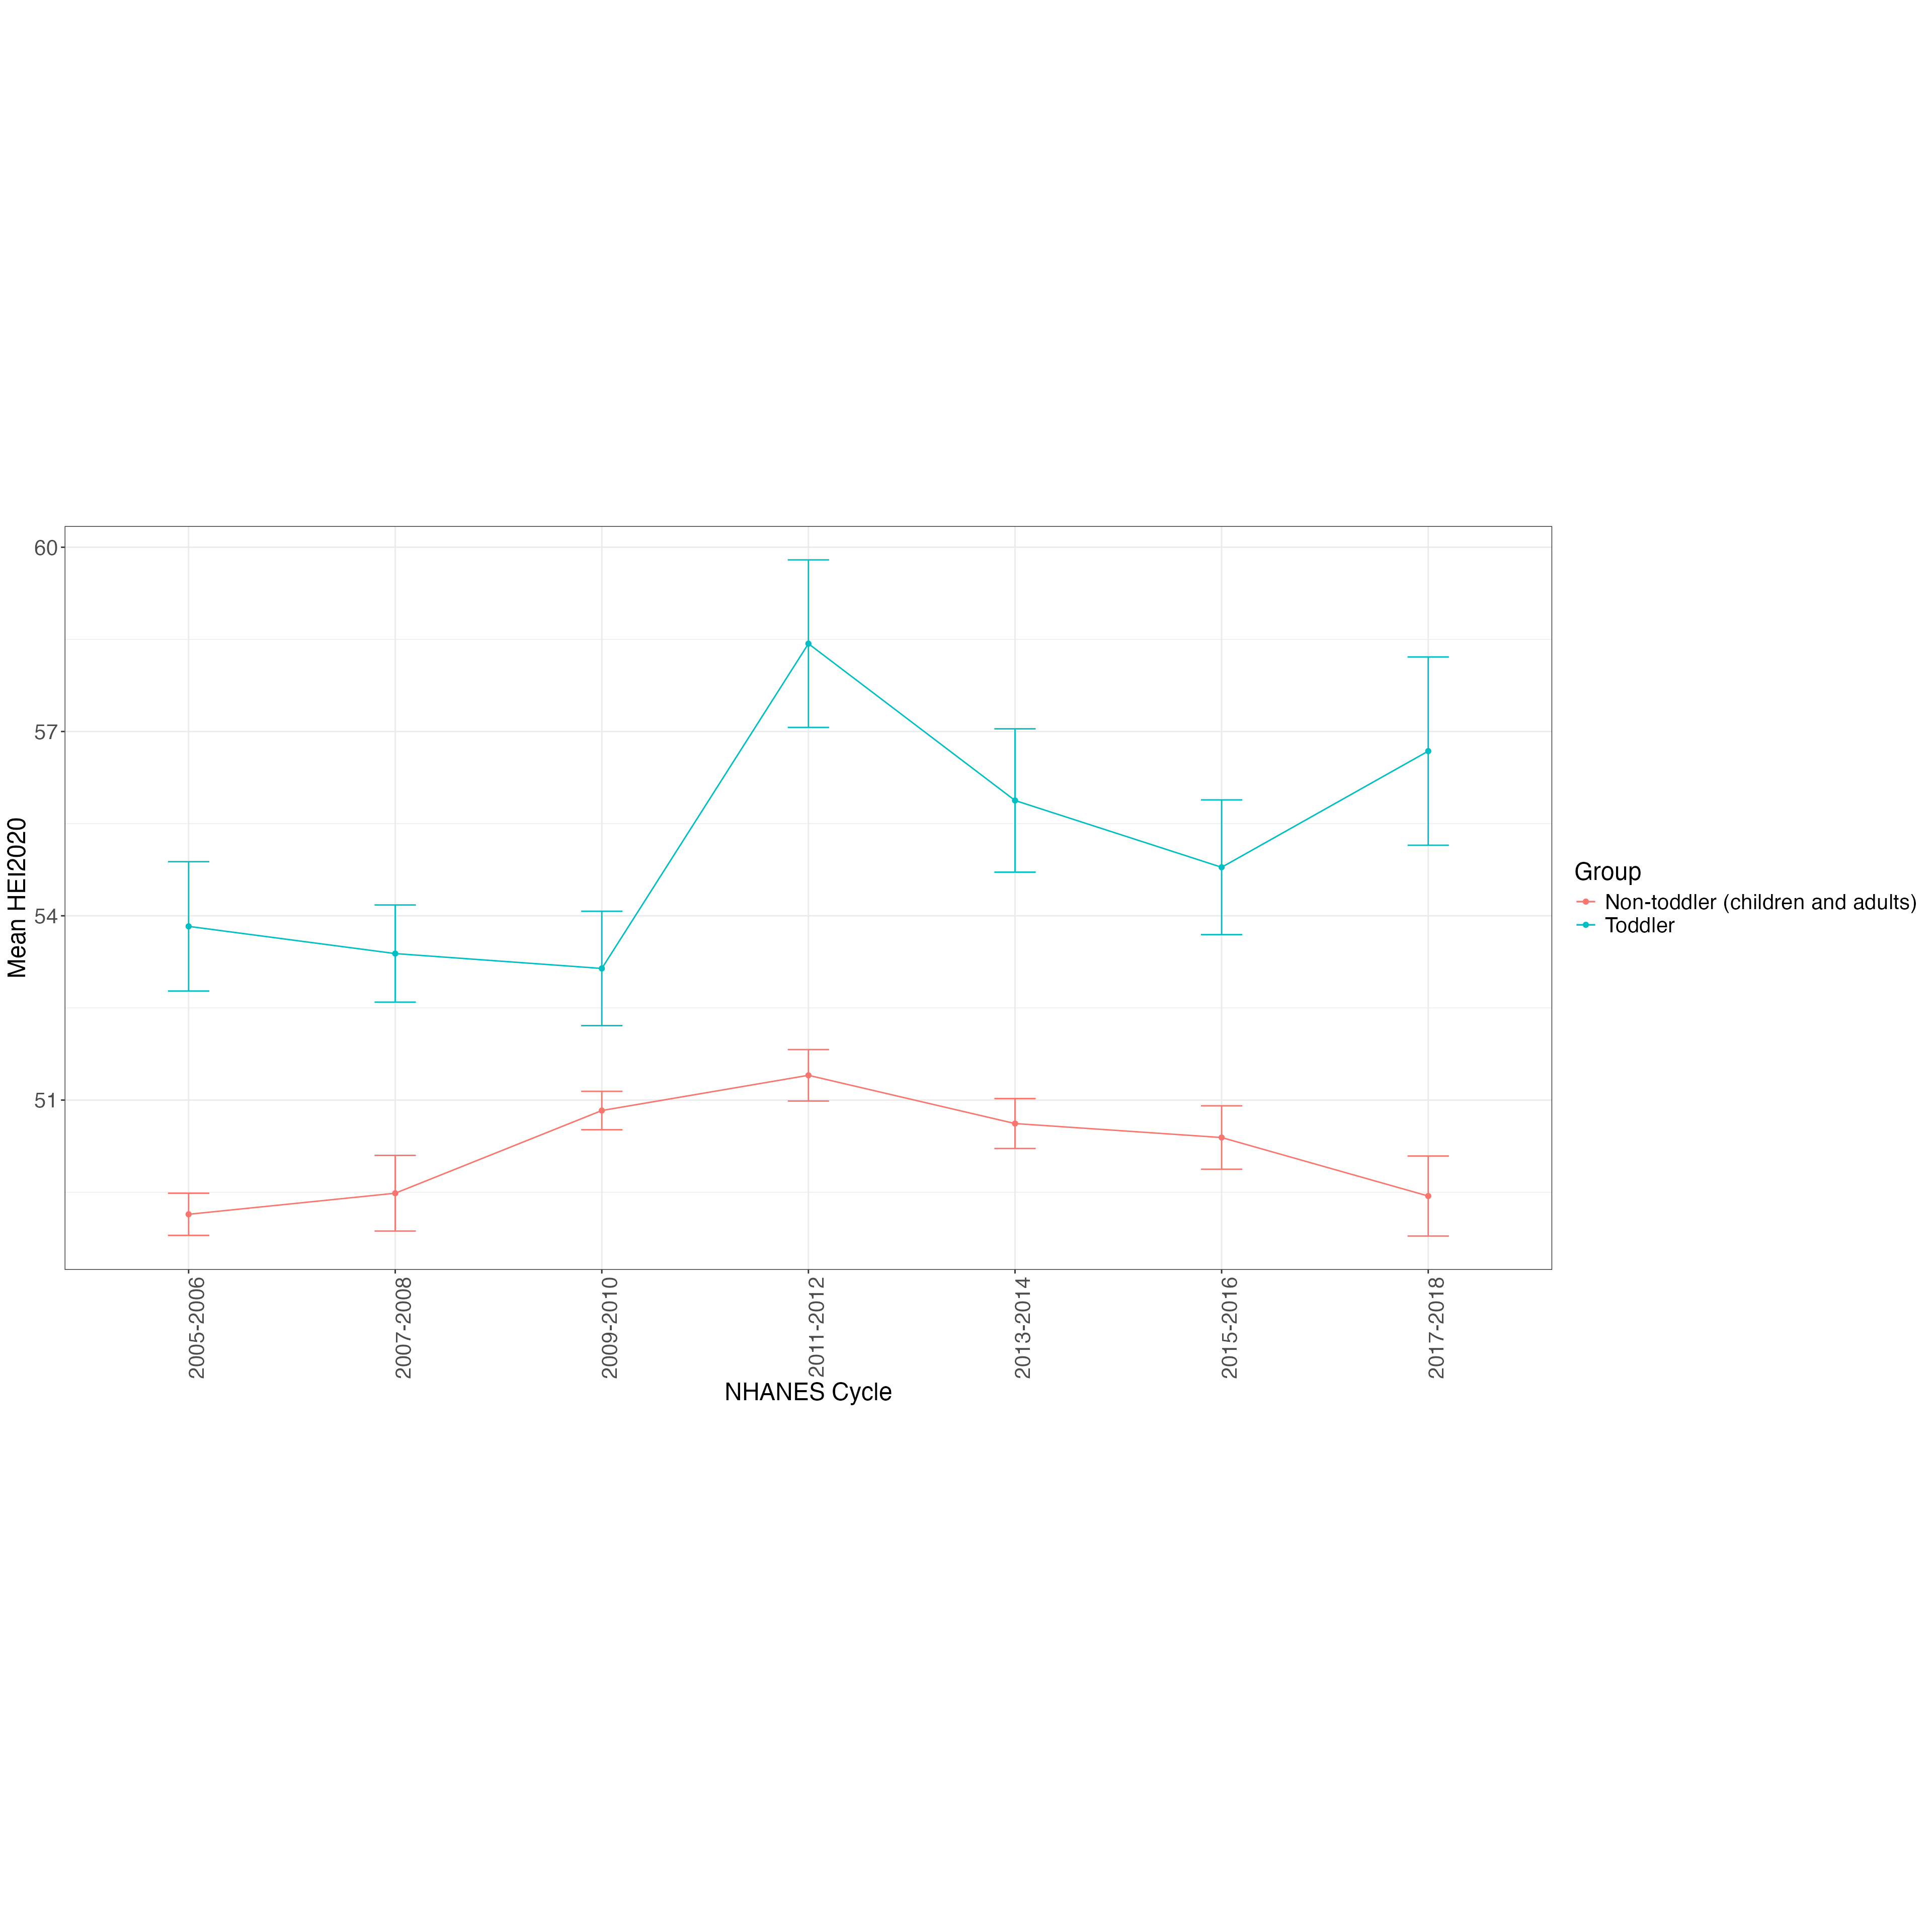 60
57
54
51
Mean HEI2020
2005-2006
2007-2008
2009-2010
2011-2012
2013-2014
2015-2016
2017-2018
NHANES Cycle
Group
Non-toddler (children and adults)
Toddler